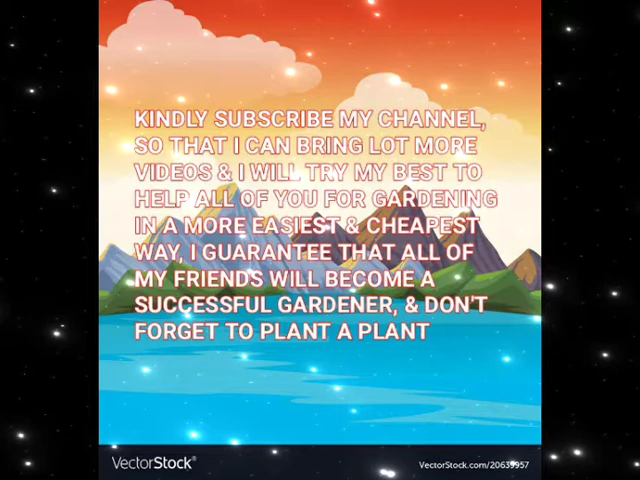 KINDLY SUBSCRIBE MY CHANNEL,
SO THAT I CAN BRING LOT MORE
VIDEOS & I WILL TRY MY BEST TO
HELP ALL OF YOU FOR GARDENING
IN A MORE EASIEST & CHEAPEST
WAY, I GUARANTEE THAT ALL OF
MY FRIENDS WILL BECOME A
SUCCESSFUL GARDENER, & DON'T
FORGET TO PLANT A PLANT
VectorStock®
VectorStock.com/20639957